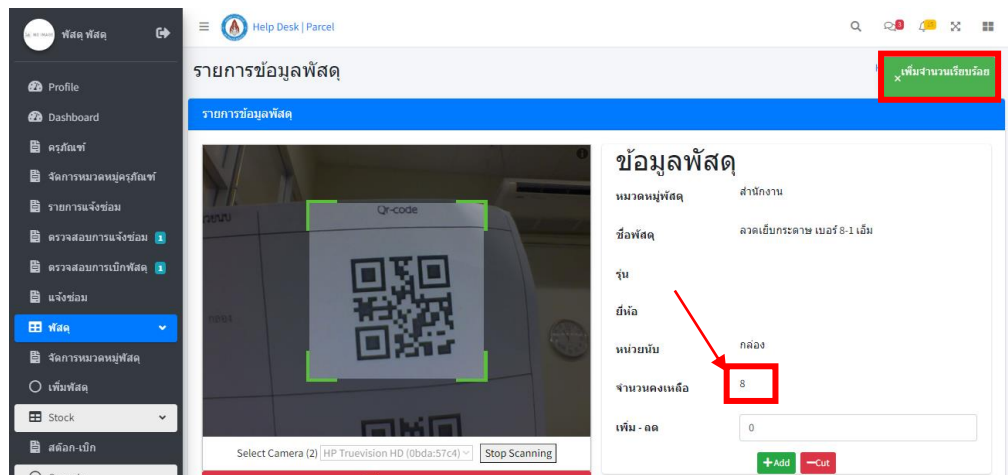 พัสดุ พัสดุ
Help Desk | Parcel
3
รายการข้อมูลพัสดุ
×เพิ่มจำนวนเรียบร้อย
Profile
Dashboard
ครุภัณฑ์
จัดการหมวดหมู่ครุภัณฑ์
รายการแจ้งซ่อม
ตรวจสอบการแจ้งซ่อม 1
ตรวจสอบการเบิกพัสดุ 1
แจ้งซ่อม
พัสดุ
จัดการหมวดหมู่พัสดุ
เพิ่มพัสดุ
Stock
สต๊อก-เบิก
รายการข้อมูลพัสดุ
Qr-code
Select Camera (2) HP Truevision HD (0bda:57c4) Stop Scanning
ข้อมูลพัสดุ
หมวดหมู่พัสดุ สำนักงาน
ชื่อพัสดุ ลวดเย็บกระดาษ เบอร์ 8-1 เอ็ม
รุ่น
ยี่ห้อ
หน่วยนับ กล่อง
จำนวนคงเหลือ 8
เพิ่ม - ลด 0
+Add −Cut